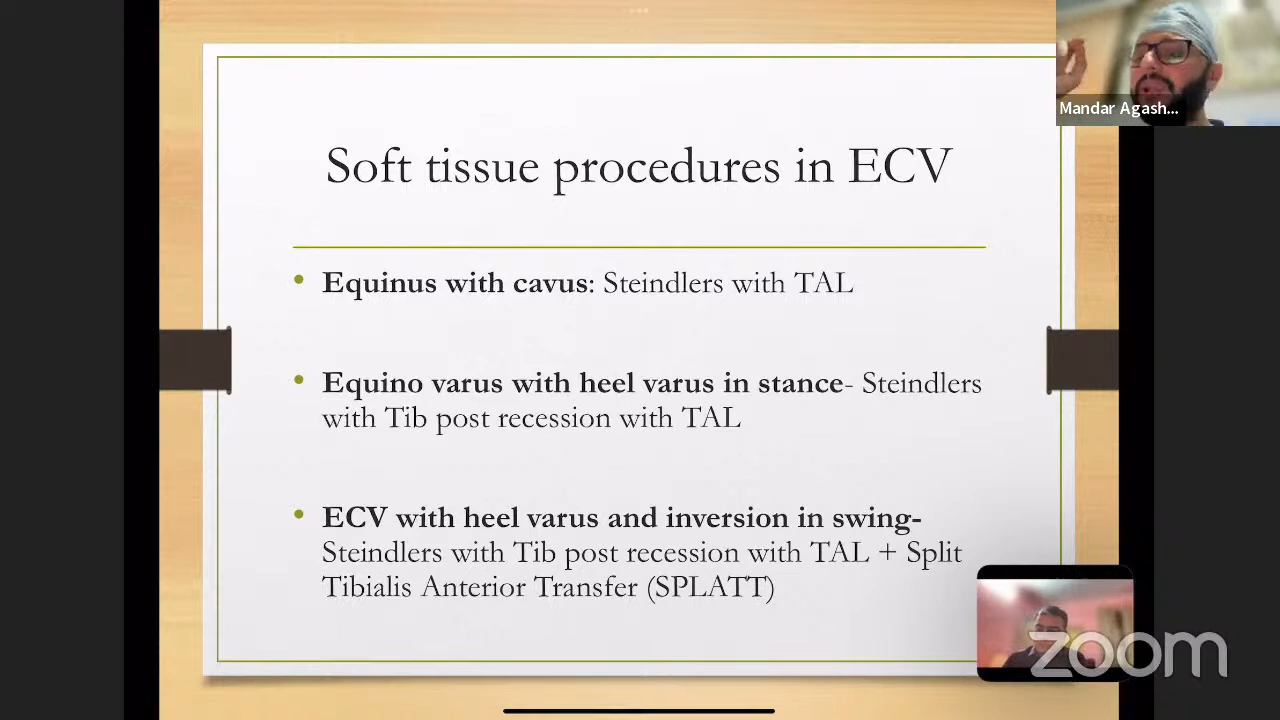 Mandar Agash...
Soft tissue procedures in ECV
• Equinus with cavus: Steindlers with TAL
• Equino varus with heel varus in stance- Steindlers
with Tib post recession with TAL
• ECV with heel varus and inversion in swing-
Steindlers with Tib post recession with TAL + Split
Tibialis Anterior Transfer (SPLATT)
zoom